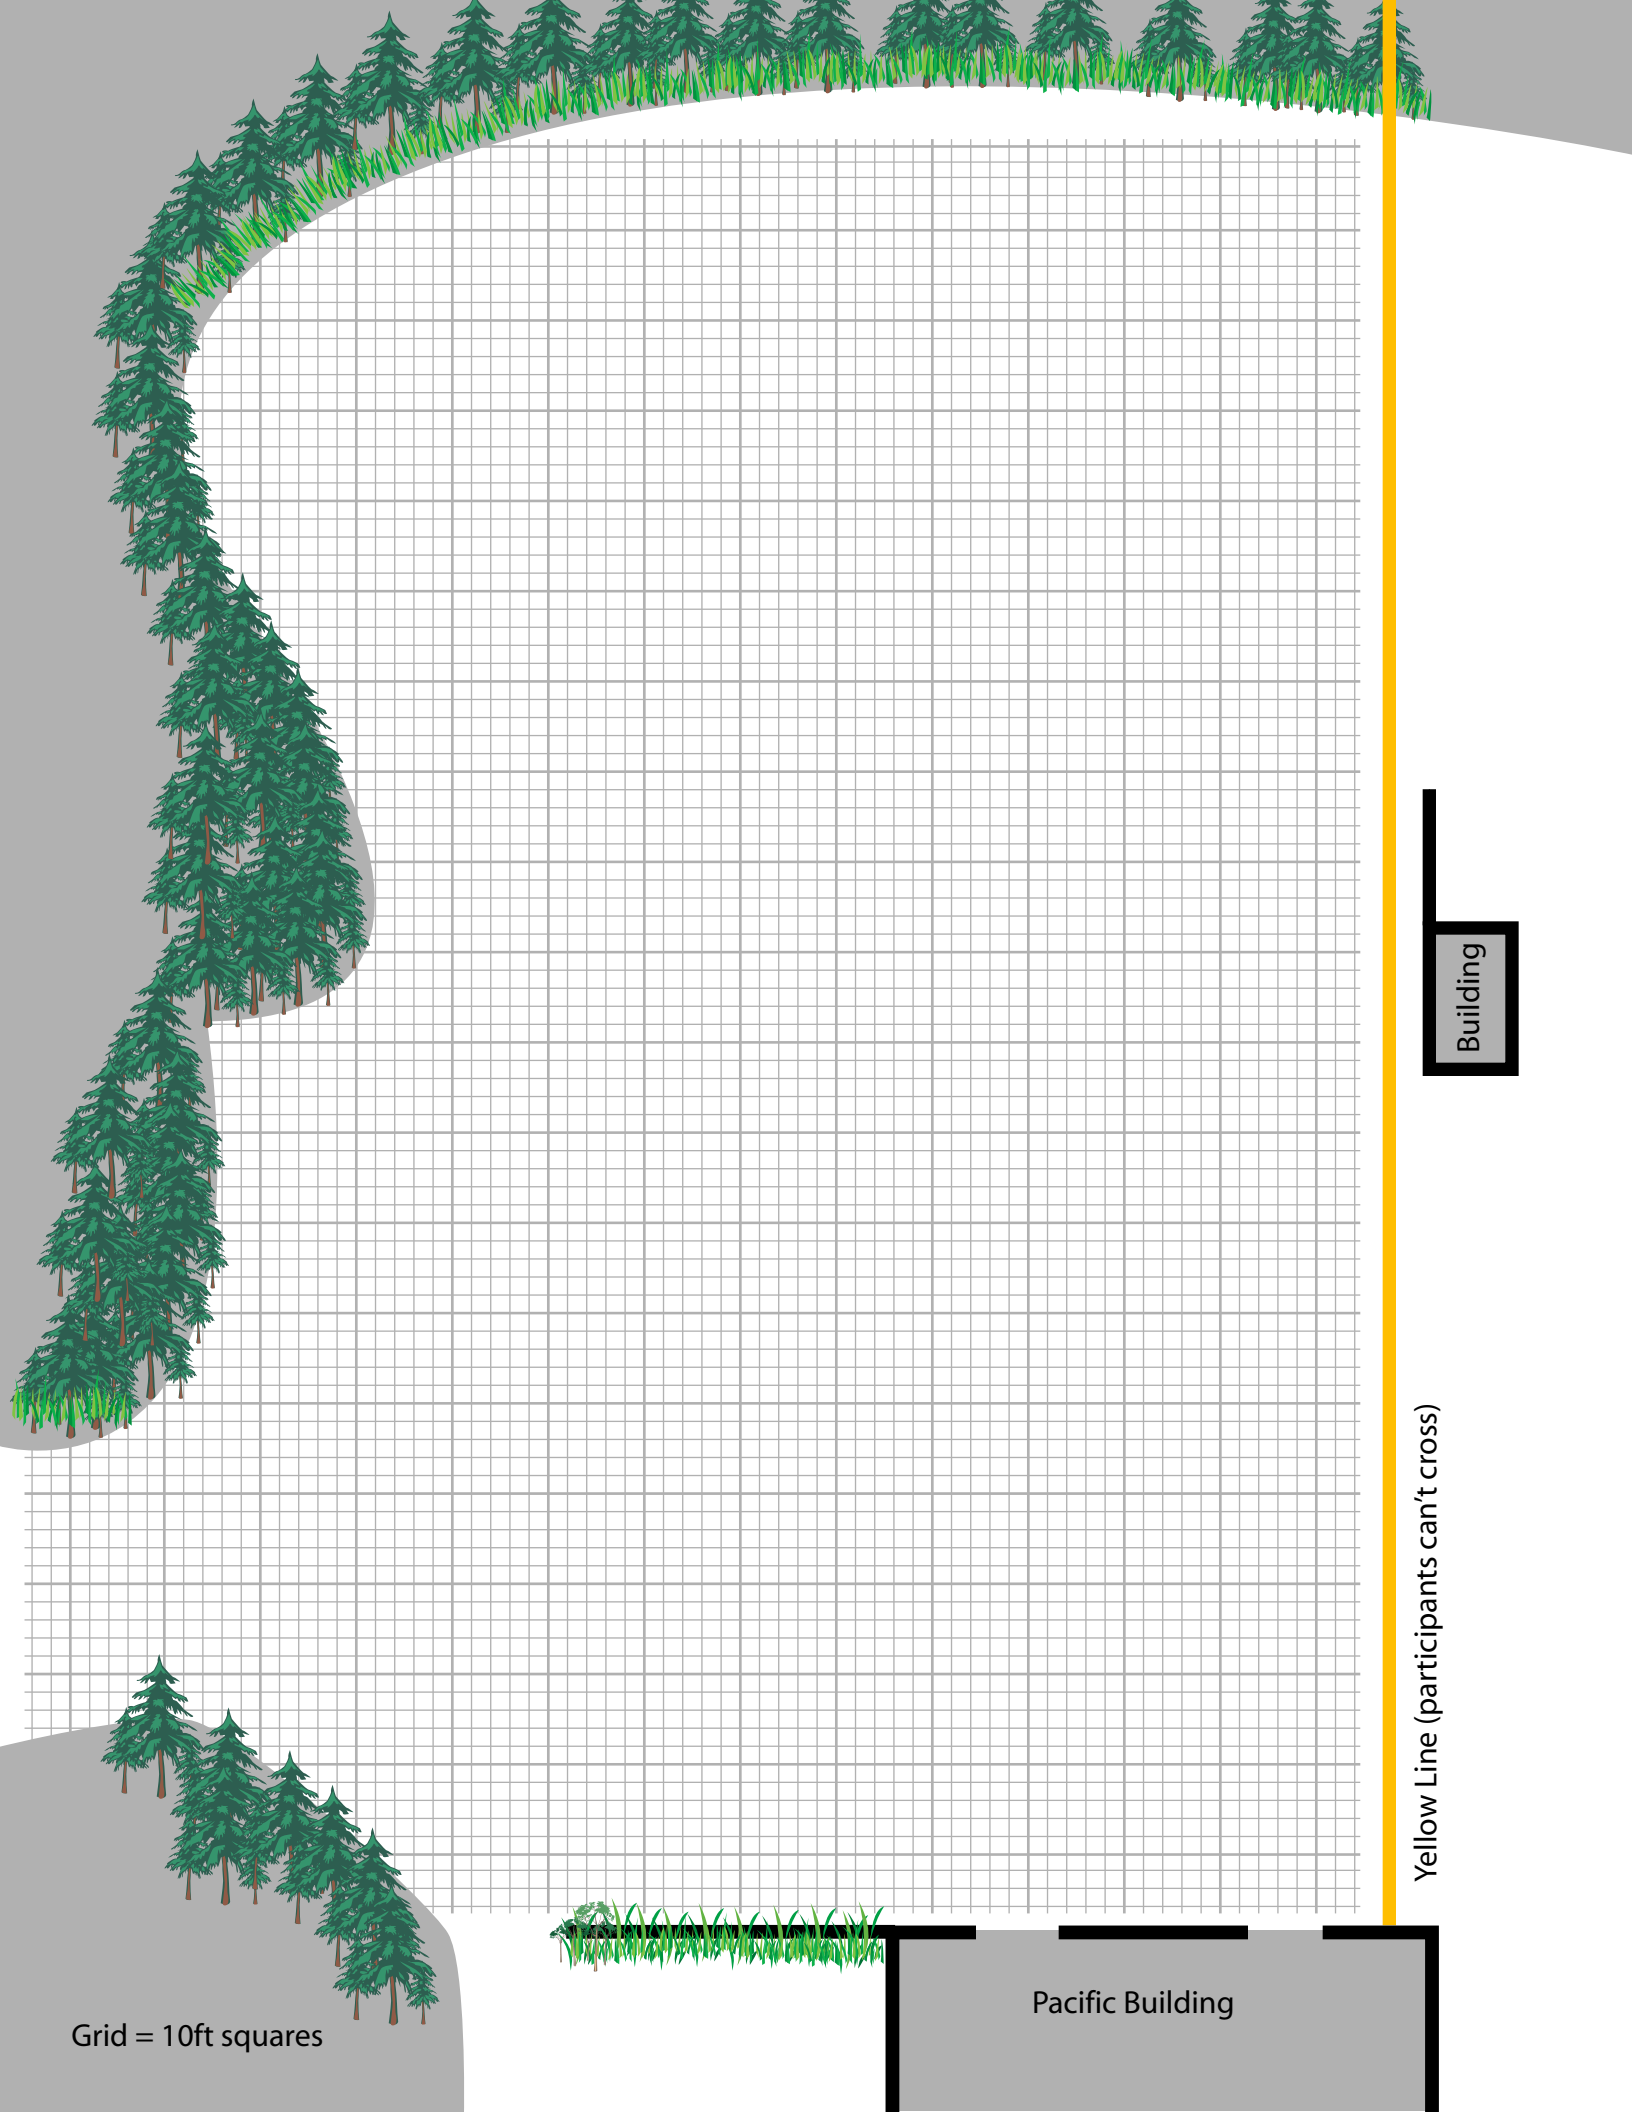 Building
Yellow Line (participants can't cross)
Pacific Building
Grid = 10ft squares